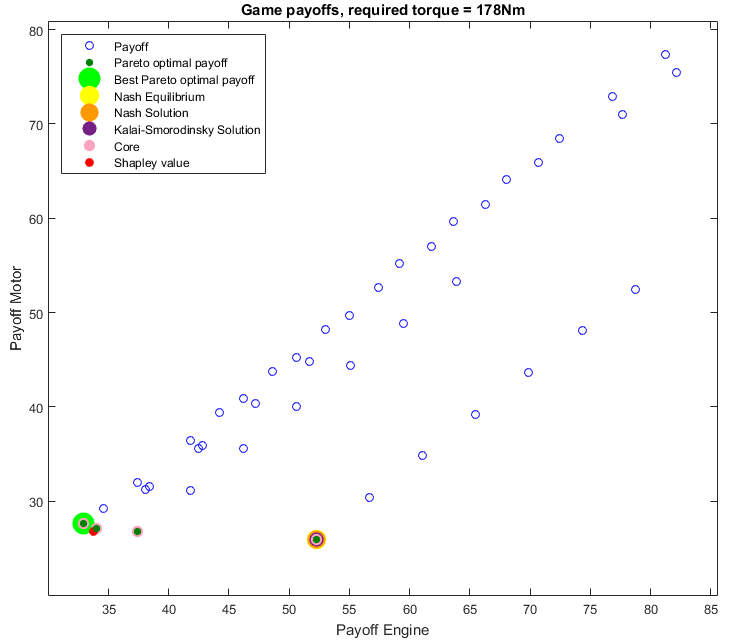 Game payoffs, required torque = 178Nm
Payoff
Pareto optimal payoff
Best Pareto optimal payoff
Nash Equilibrium
Nash Solution
Kalai-Smorodinsky Solution
Core
Shapley value
80
70
60
50
40
30
Payoff Motor
35 40 45 50 55 60 65 70 75 80 85
Payoff Engine